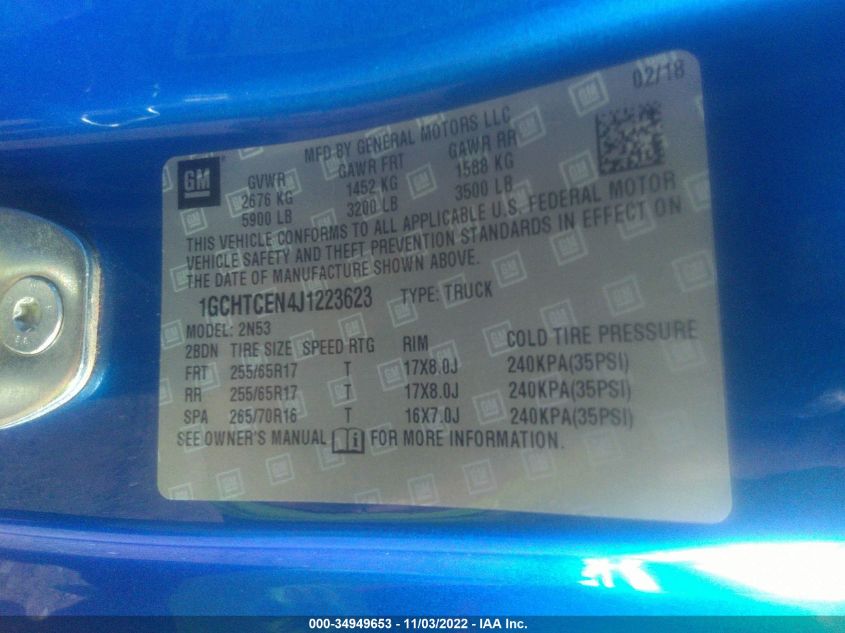 02/18
MFD BY GENERAL MOTORS LLC
GM
GVWR GAWR FRT GAWR RR
2676 KG 1452 KG 1588 KG
5900 LB 3200 LB 3500 LB
THIS VEHICLE CONFORMS TO ALL APPLICABLE U.S. FEDERAL MOTOR
VEHICLE SAFETY AND THEFT PREVENTION STANDARDS IN EFFECT ON
THE DATE OF MANUFACTURE SHOWN ABOVE.
1GCHTCEN4J1223623 TYPE: TRUCK
MODEL: 2N53
2BDN TIRE SIZE SPEED RTG RIM COLD TIRE PRESSURE
FRT 255/65R17 T 17X8.0J 240KPA(35PSI)
RR 255/65R17 T 17X8.0J 240KPA(35PSI)
SPA 265/70R16 T 16X7.0J 240KPA(35PSI)
SEE OWNER'S MANUAL i FOR MORE INFORMATION.
000-34949653 - 11/03/2022 - IAA Inc.